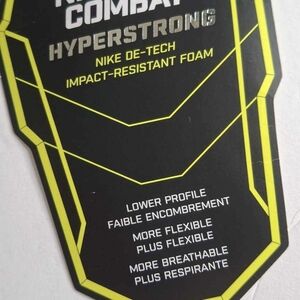 COMBAT
HYPERSTRONG
NIKE DE-TECH
IMPACT-RESISTANT FOAM
LOWER PROFILE
FAIBLE ENCOMBREMENT
MORE FLEXIBLE
PLUS FLEXIBLE
MORE BREATHABLE
PLUS RESPIRANTE